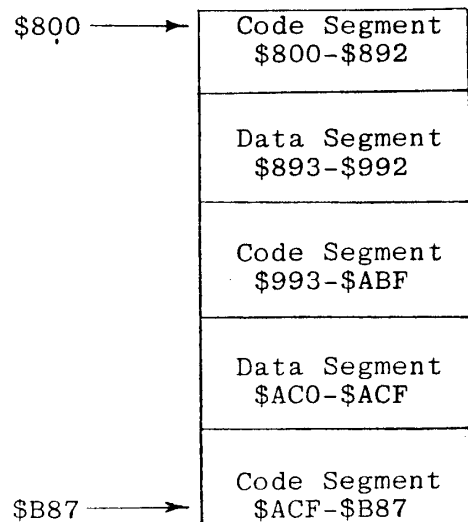 $800 Code Segment
$800-$892
Data Segment
$893-$992
Code Segment
$993-$ABF
Data Segment
$AC0-$ACF
Code Segment
$B87 $ACF-$B87